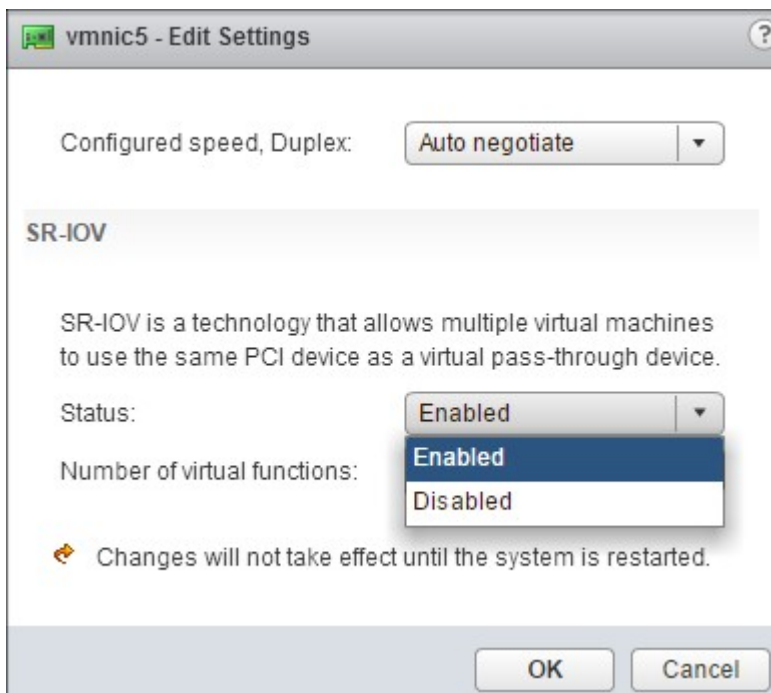 vmnic5 - Edit Settings
?
Configured speed, Duplex: Auto negotiate
SR-IOV
SR-IOV is a technology that allows multiple virtual machines
to use the same PCI device as a virtual pass-through device.
Status: Enabled
Enabled
Number of virtual functions:
Disabled
Changes will not take effect until the system is restarted.
OK Cancel